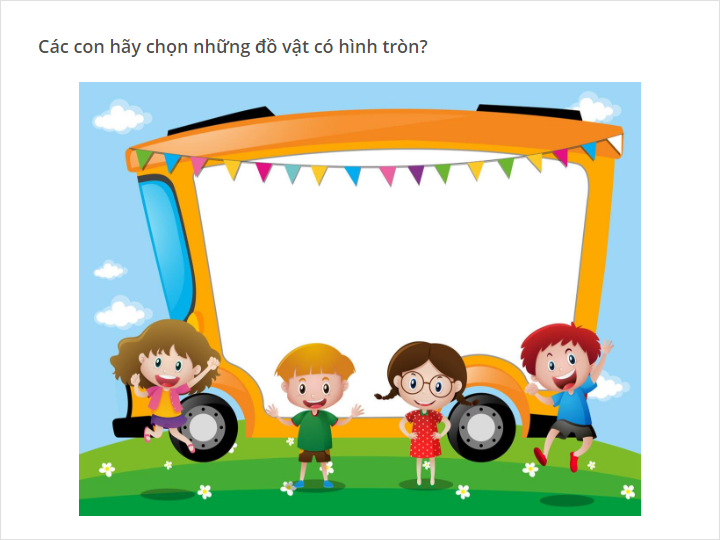 Các con hãy chọn những đồ vật có hình tròn?